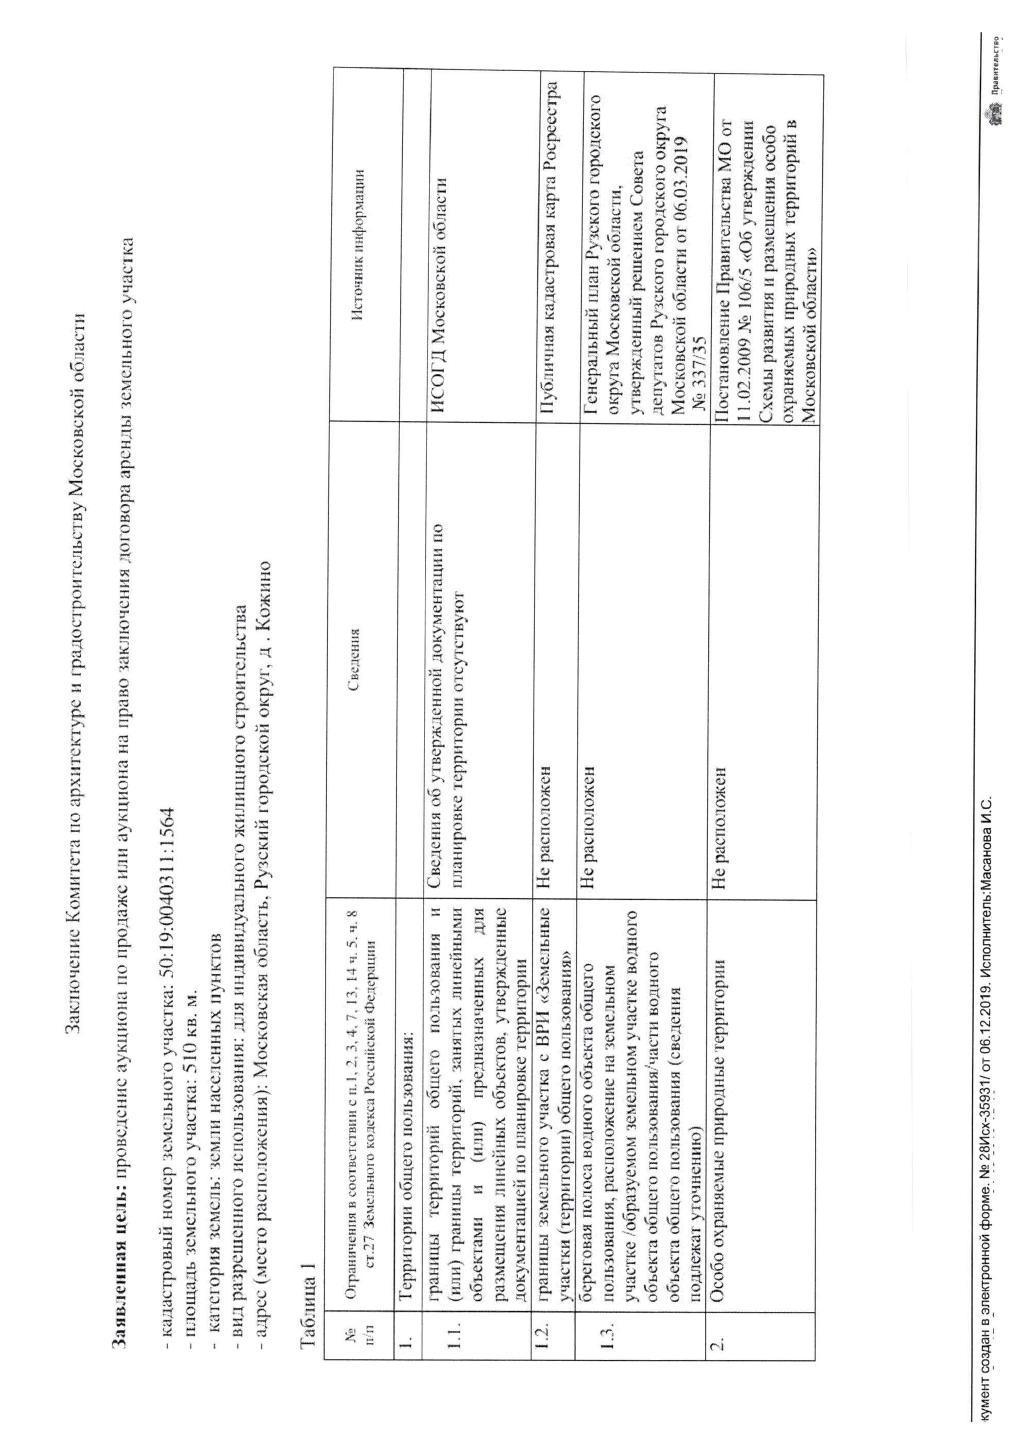 Заключение Комитета по архитектуре и градостроительству Московской области
Заявленная цель: проведение аукциона по продаже или аукциона на право заключения договора аренды земельного участка
- кадастровый номер земельного участка: 50:19:0040311:1564
- площадь земельного участка: 510 кв. м.
- категория земель: земли населенных пунктов
- вид разрешенного использования: для индивидуального жилищного строительства
- адрес (место расположения): Московская область, Рузский городской округ, д . Кожино
Таблица 1
№
п/п
Ограничения в соответствии с п.1, 2, 3, 4, 7, 13, 14 ч. 5, ч. 8
ст.27 Земельного кодекса Российской Федерации
Сведения
Источник информации
1.
Территории общего пользования:
1.1.
границы территорий общего пользования и
(или) границы территорий, занятых линейными
объектами и (или) предназначенных для
размещения линейных объектов, утвержденные
документацией по планировке территории
Сведения об утвержденной документации по
планировке территории отсутствуют
ИСОГД Московской области
1.2.
границы земельного участка с ВРИ «Земельные
участки (территории) общего пользования»
Не расположен
Публичная кадастровая карта Росреестра
1.3.
береговая полоса водного объекта общего
пользования, расположение на земельном
участке /образуемом земельном участке водного
объекта общего пользования/части водного
объекта общего пользования (сведения
подлежат уточнению)
Не расположен
Генеральный план Рузского городского
округа Московской области,
утвержденный решением Совета
депутатов Рузского городского округа
Московской области от 06.03.2019
№ 337/35
2.
Особо охраняемые природные территории
Не расположен
Постановление Правительства МО от
11.02.2009 № 106/5 «Об утверждении
Схемы развития и размещения особо
охраняемых природных территорий в
Московской области»
кумент создан в электронной форме. № 28Исх-35931/ от 06.12.2019. Исполнитель:Масанова И.С.
Правительство